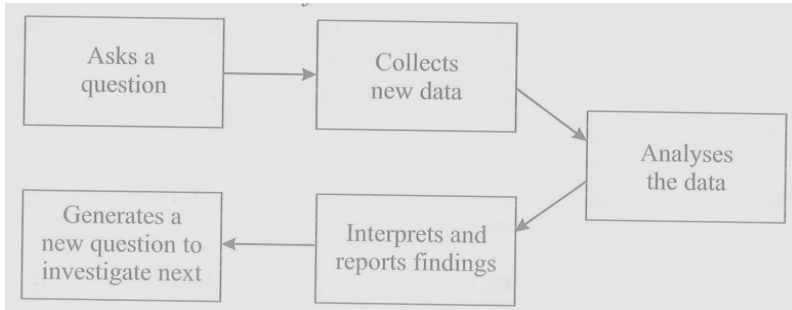 Asks a
question
Collects
new data
Analyses
the data
Interprets and
reports findings
Generates a
new question to
investigate next